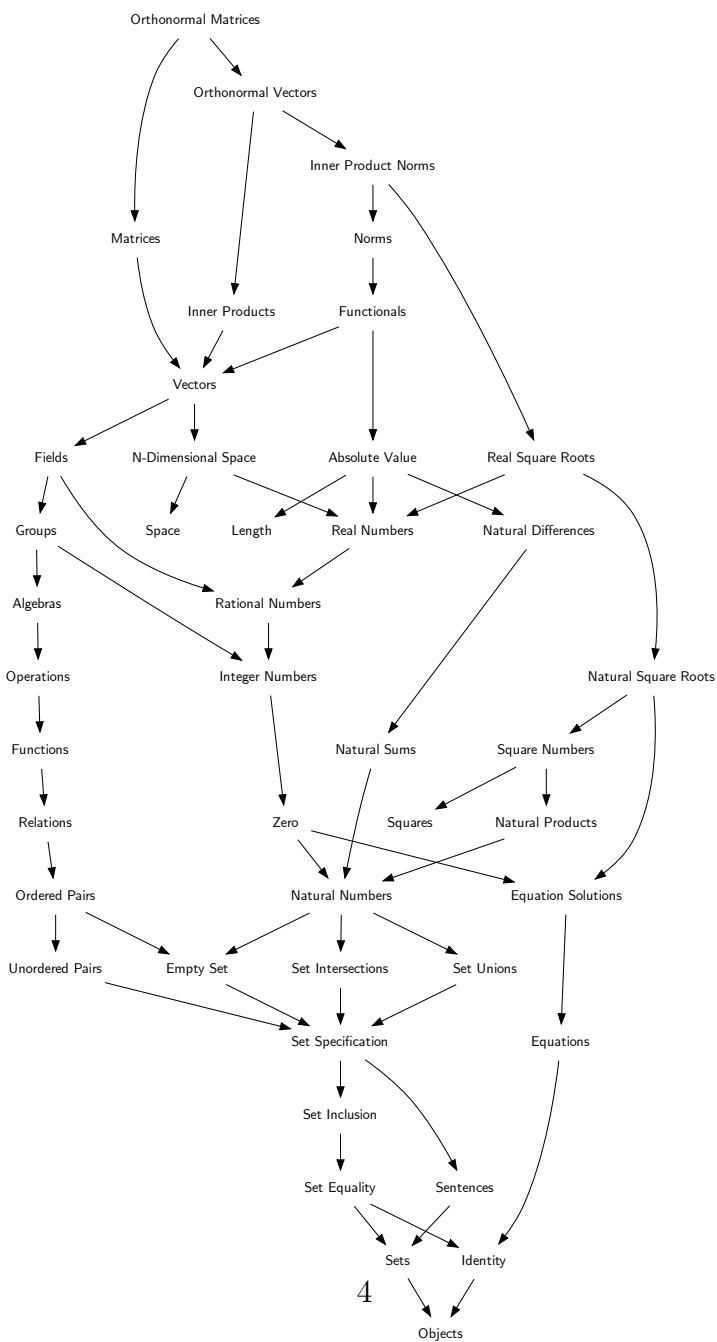 Orthonormal Matrices
Orthonormal Vectors
Inner Product Norms
Matrices
Norms
Inner Products
Functionals
Vectors
Fields
N-Dimensional Space
Absolute Value
Real Square Roots
Groups
Space
Length
Real Numbers
Natural Differences
Algebras
Rational Numbers
Operations
Integer Numbers
Natural Square Roots
Functions
Natural Sums
Square Numbers
Relations
Zero
Squares
Natural Products
Ordered Pairs
Natural Numbers
Equation Solutions
Unordered Pairs
Empty Set
Set Intersections
Set Unions
Set Specification
Equations
Set Inclusion
Set Equality
Sentences
Sets
Identity
4
Objects